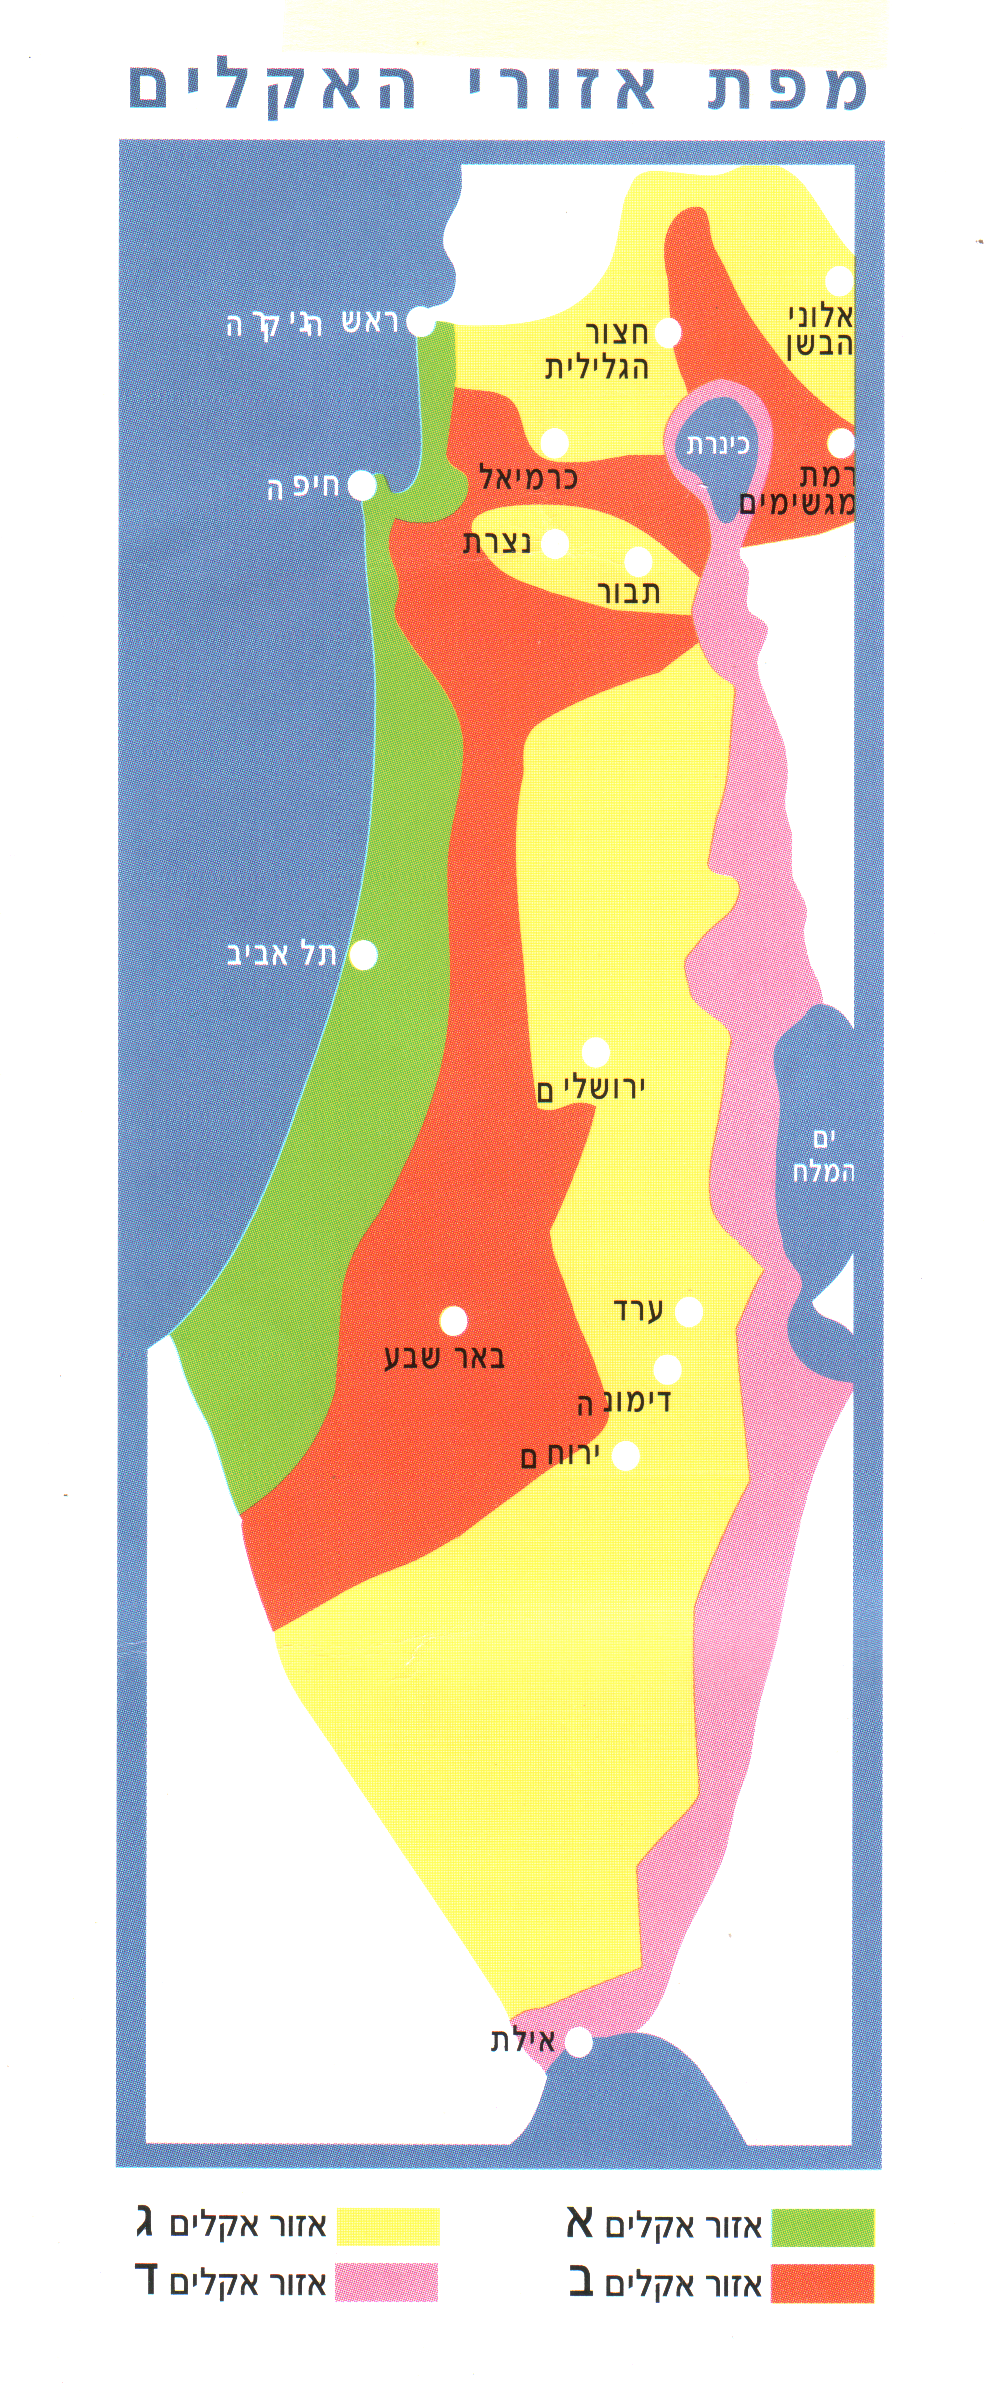 מפת אזורי האקלים
ראש הניקרה
חצור
הגלילית
אלוני
הבשן
כינרת
כרמיאל
רמת
מגשימים
חיפה
נצרת
תבור
תל אביב
ירושלים
ים
המלח
ערד
באר שבע
דימונה
ירוחם
אילת
אזור אקלים א
אזור אקלים ג
אזור אקלים ב
אזור אקלים ד